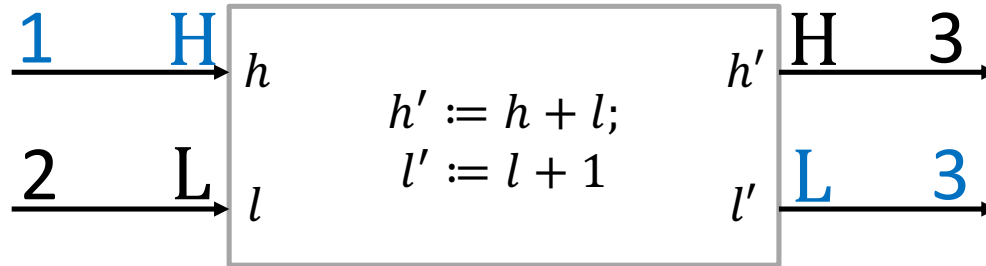 1 H H 3
h h′
h′ ≔ h + l;
2 L l′ ≔ l + 1 L 3
l l′